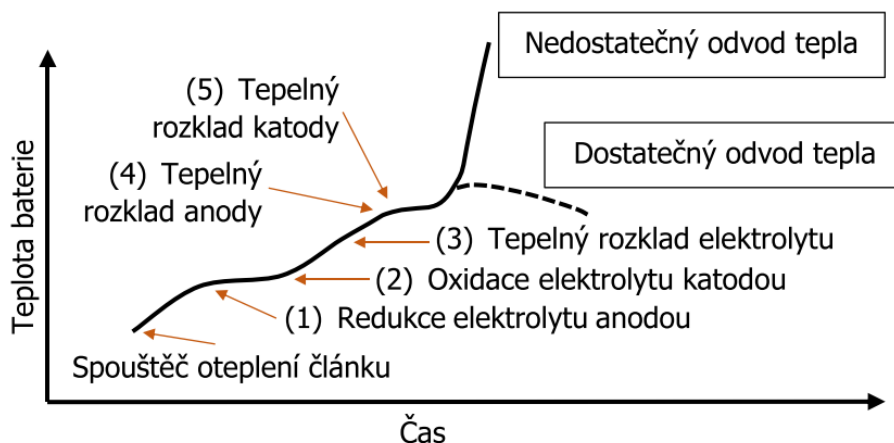 Nedostatečný odvod tepla
(5) Tepelný
rozklad katody
Dostatečný odvod tepla
(4) Tepelný
rozklad anody
(3) Tepelný rozklad elektrolytu
(2) Oxidace elektrolytu katodou
(1) Redukce elektrolytu anodou
Spouštěč oteplení článku
Teplota baterie
Čas